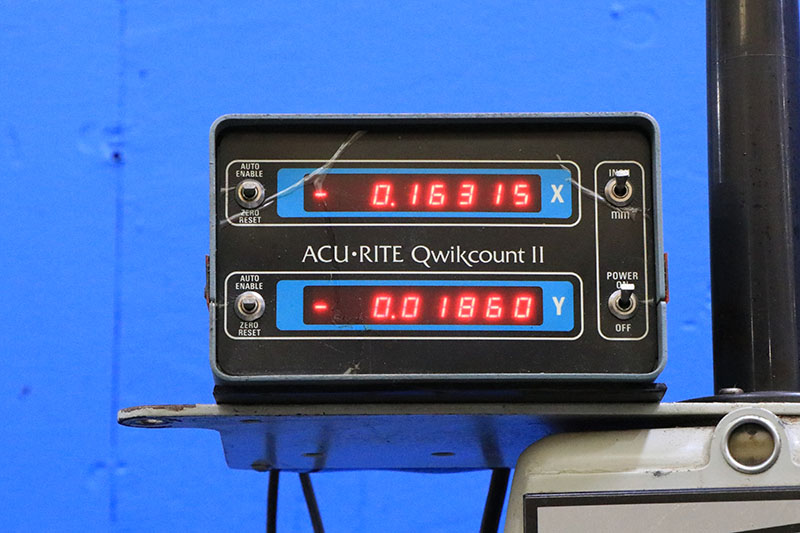 AUTO
ENABLE
- 0.16315 X
ZERO
RESET
mm
ACU•RITE Qwikcount II
AUTO
ENABLE
- 0.01860 Y
ZERO
RESET
POWER
ON
OFF